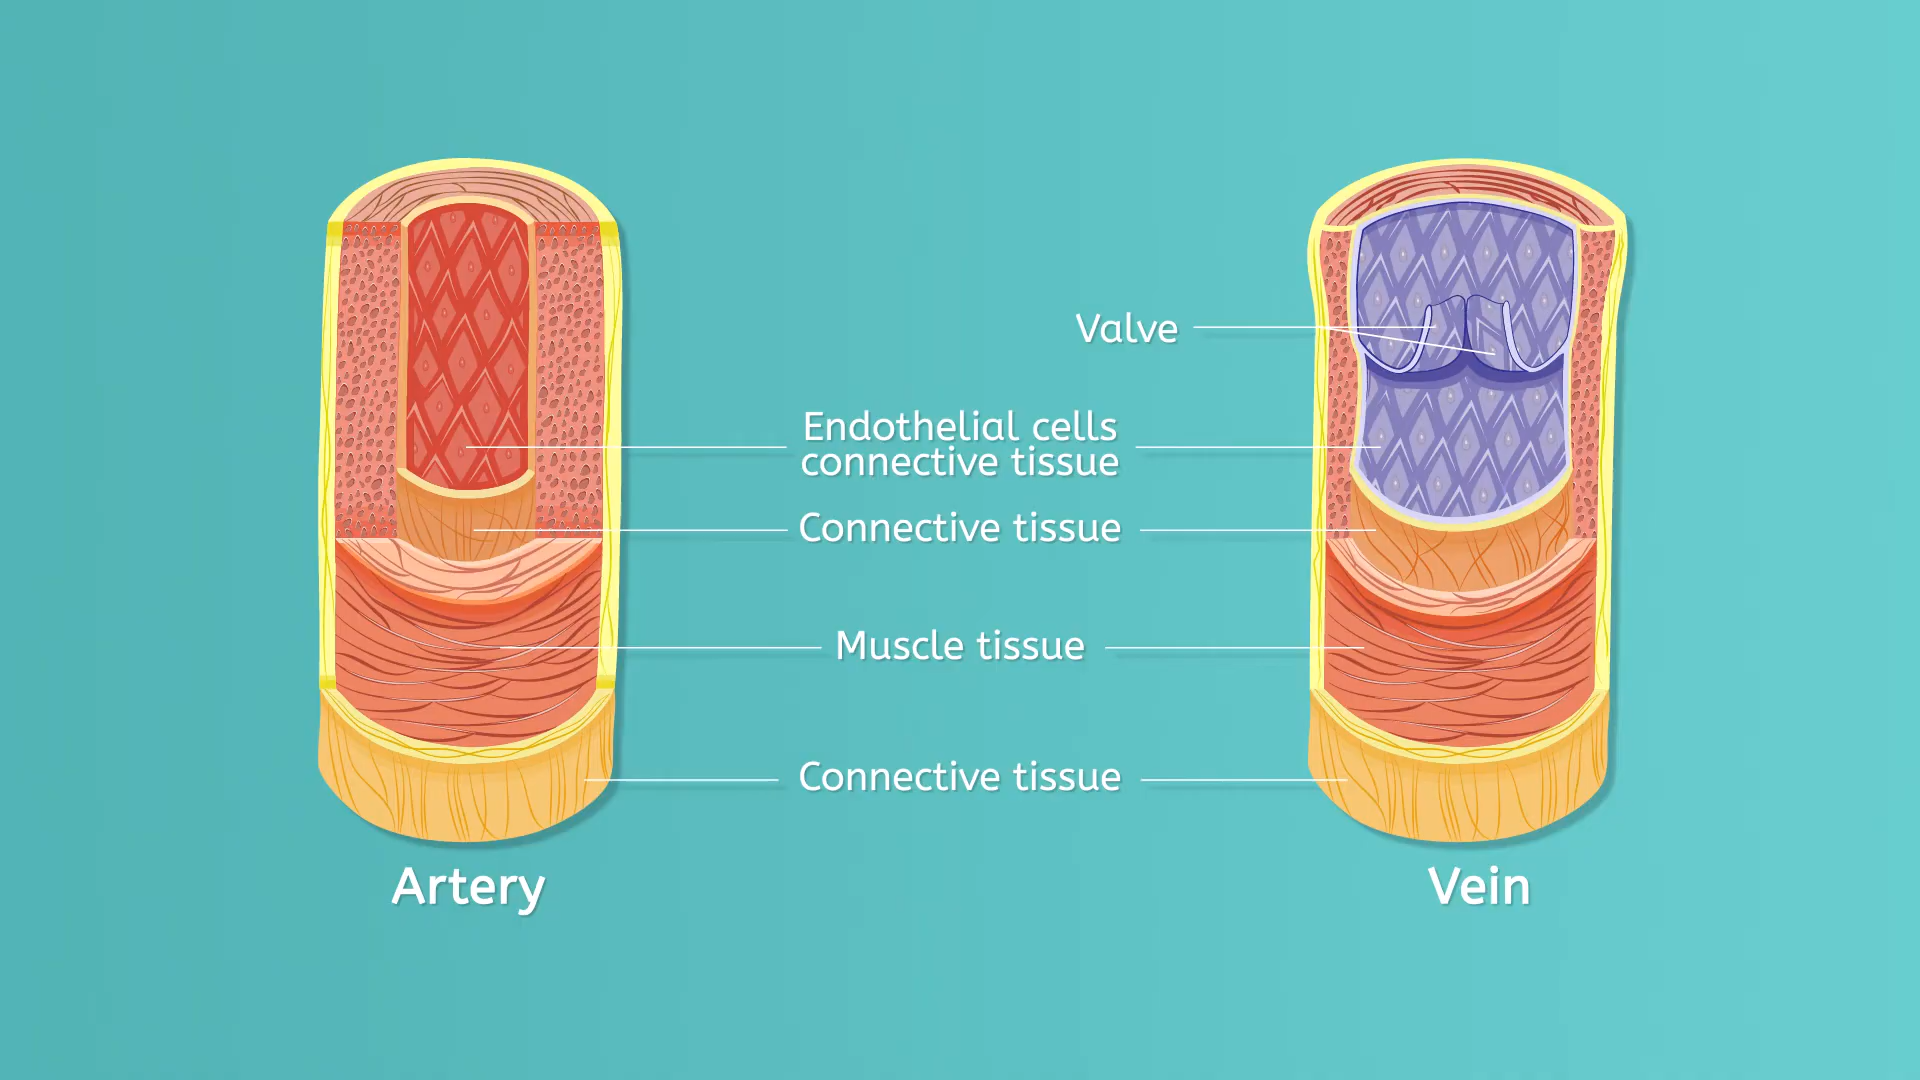 Valve
Endothelial cells
connective tissue
Connective tissue
Muscle tissue
Connective tissue
Artery
Vein